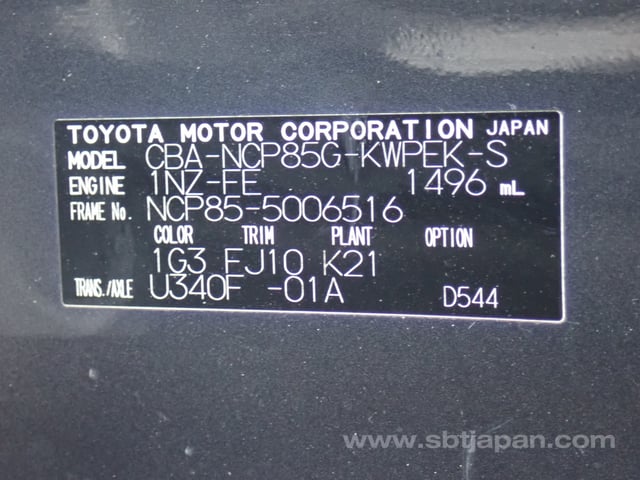 TOYOTA MOTOR CORPORATION JAPAN
MODEL CBA-NCP85G-KWPEK-S
ENGINE 1NZ-FE 1496 mL
FRAME No. NCP85-5006516
COLOR TRIM PLANT OPTION
1G3 FJ10 K21
TRANS./AXLE U340F -01A D544
www.sbtjapan.com